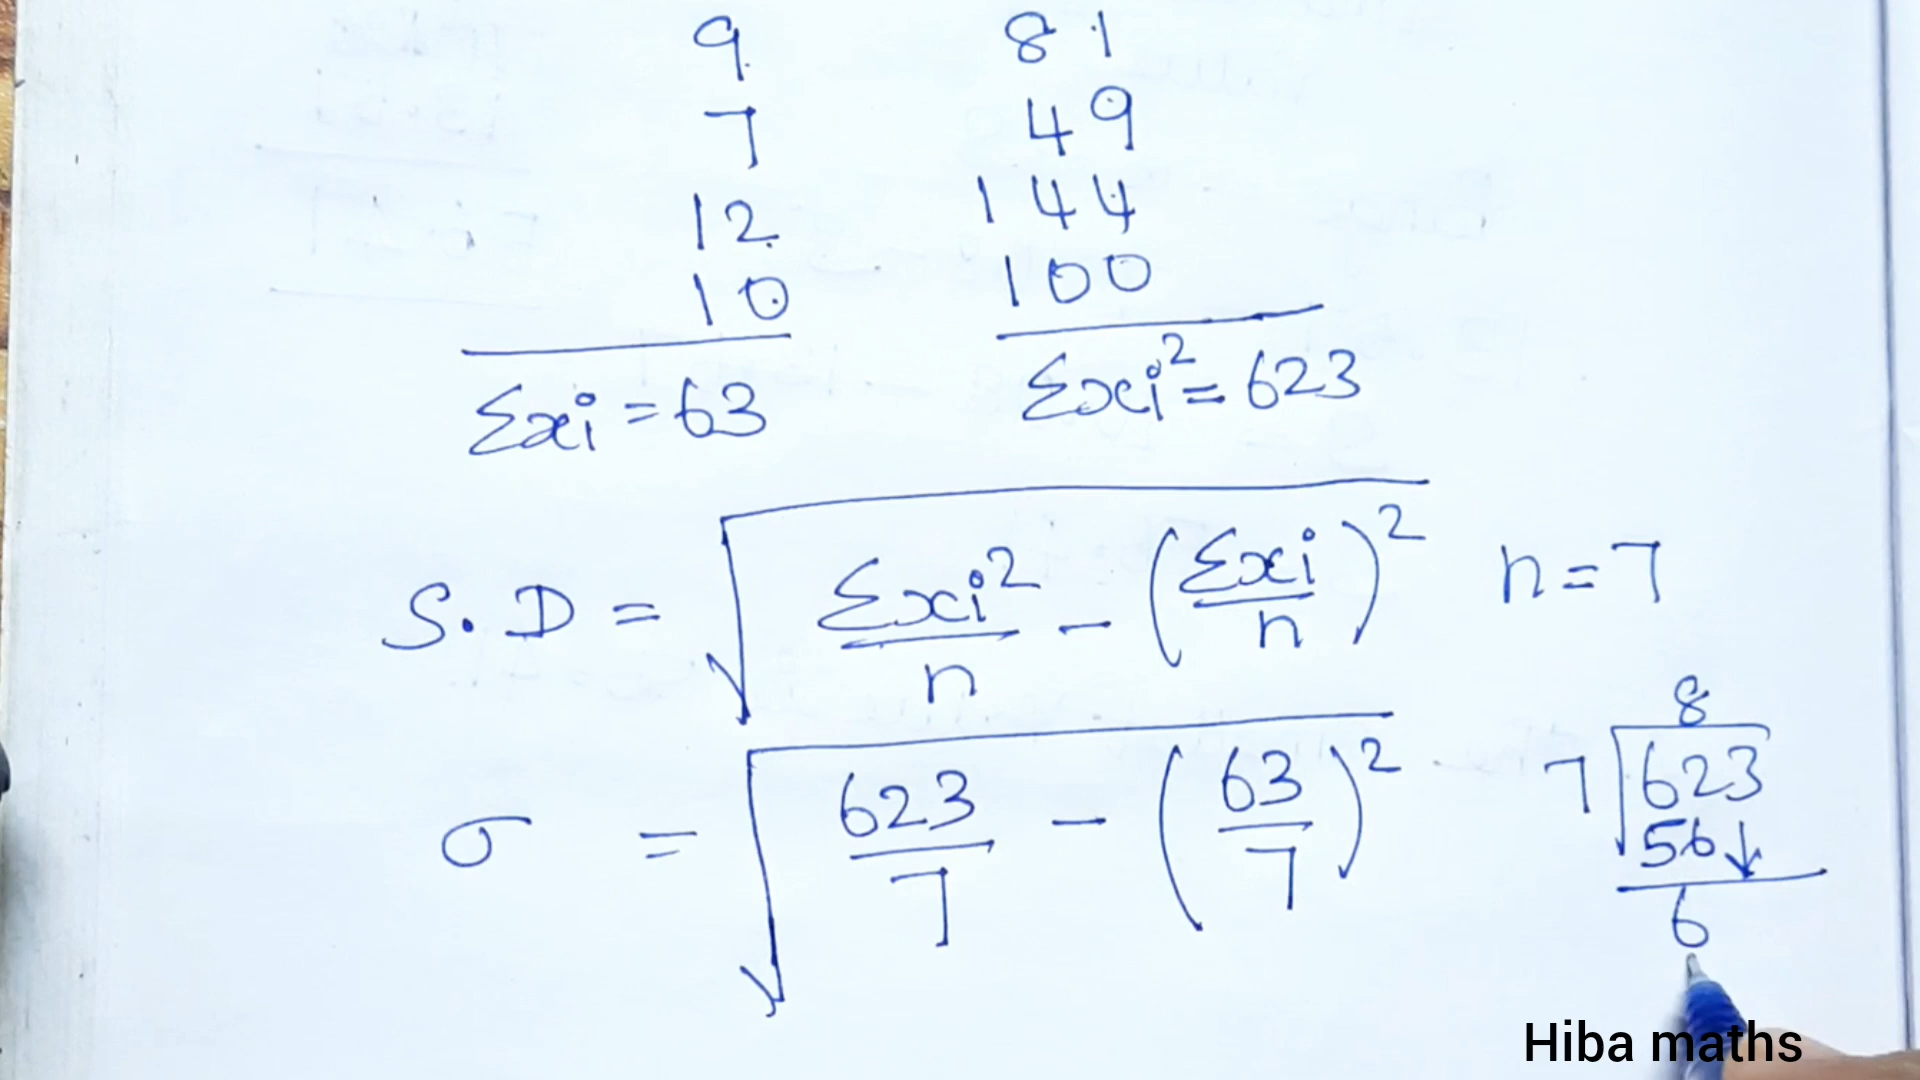 9 81
7 49
12 144
10 100
Σxi = 63 Σxi² = 623
S.D = √(Σxi²/n - (Σxi/n)²) n = 7
σ = √(623/7 - (63/7)²)
8
7 623
56↓
6
Hiba maths